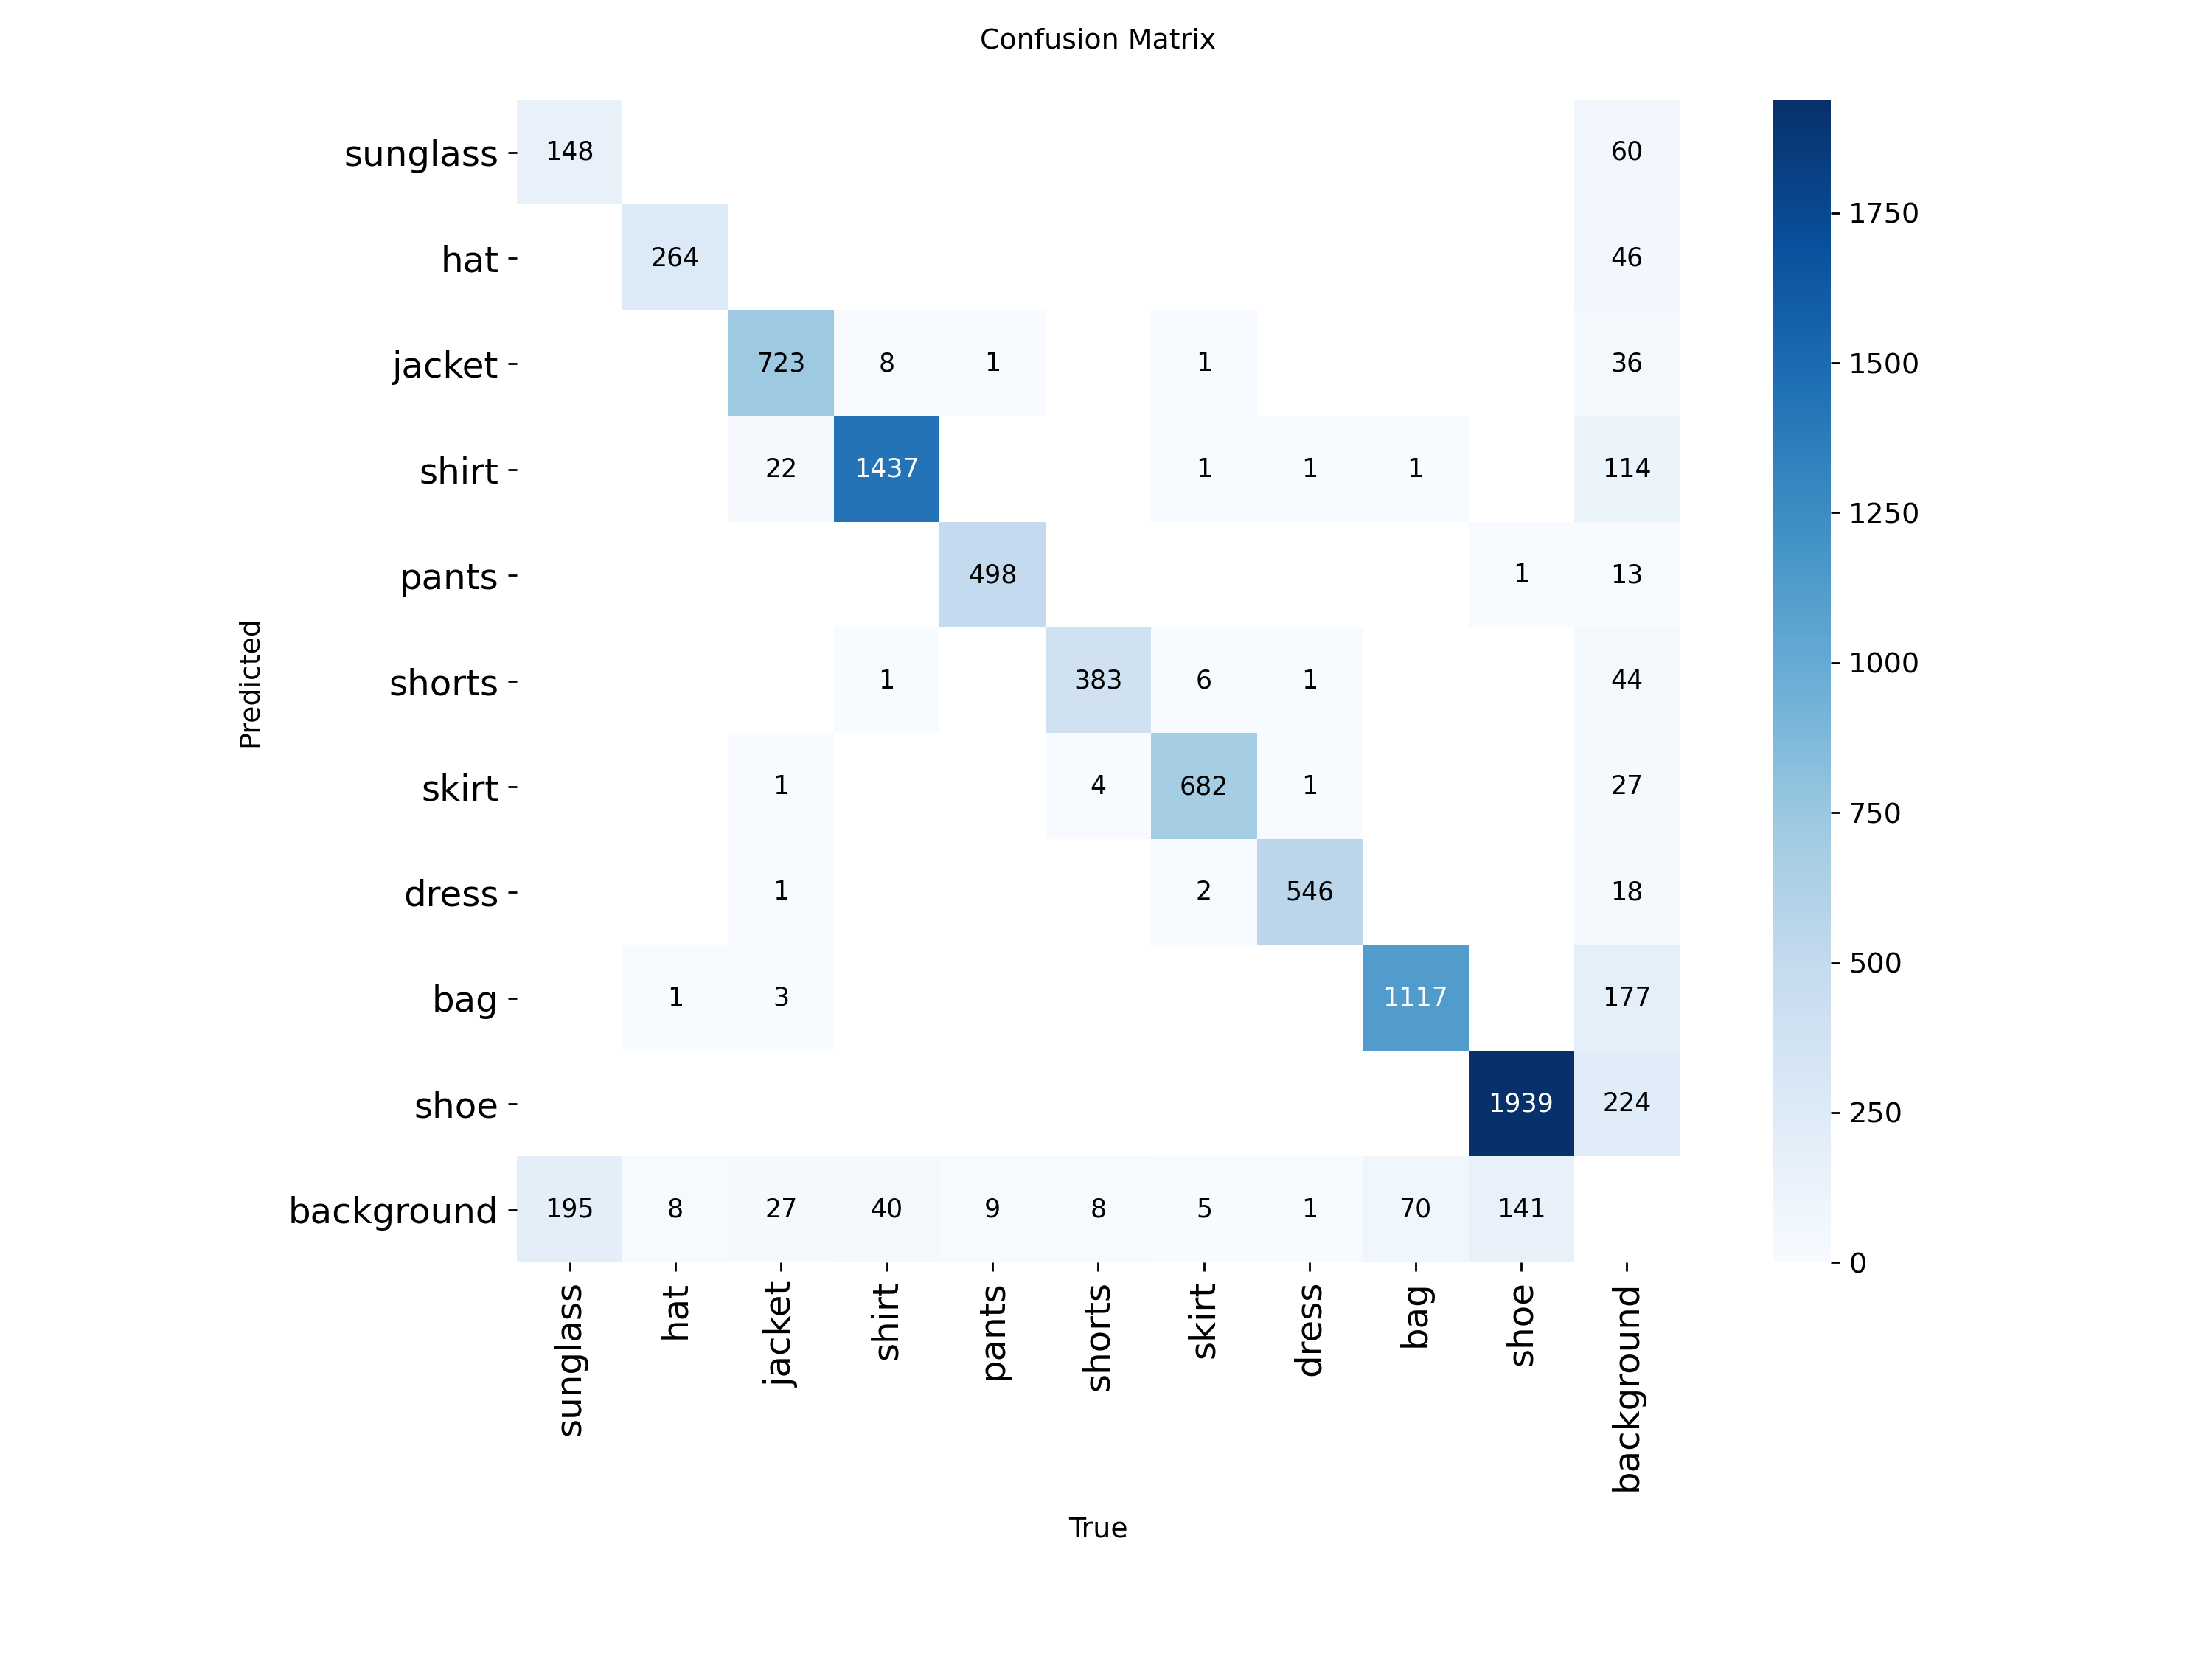 Confusion Matrix
sunglass 148 60
hat 264 46
jacket 723 8 1 1 36
shirt 22 1437 1 1 1 114
pants 498 1 13
shorts 1 383 6 1 44
skirt 1 4 682 1 27
dress 1 2 546 18
bag 1 3 1117 177
shoe 1939 224
background 195 8 27 40 9 8 5 1 70 141
Predicted
sunglass
hat
jacket
shirt
pants
shorts
skirt
dress
bag
shoe
background
True
1750
1500
1250
1000
750
500
250
0